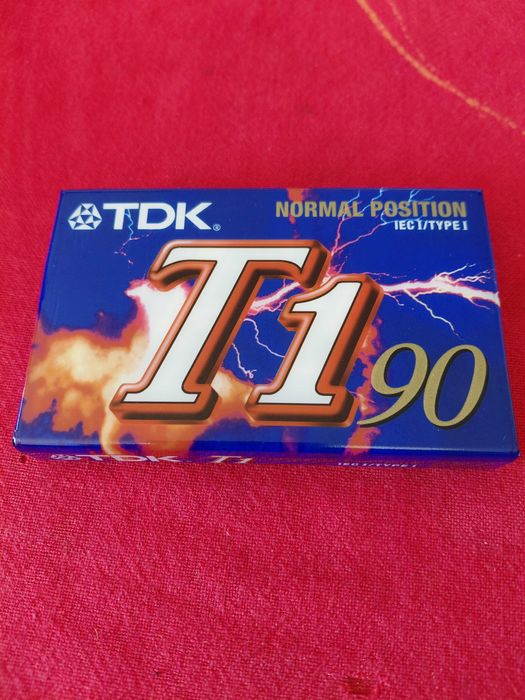 TDK®
NORMAL POSITION
IEC I/TYPE I
T1 90
TDK T1 IEC I/TYPE I